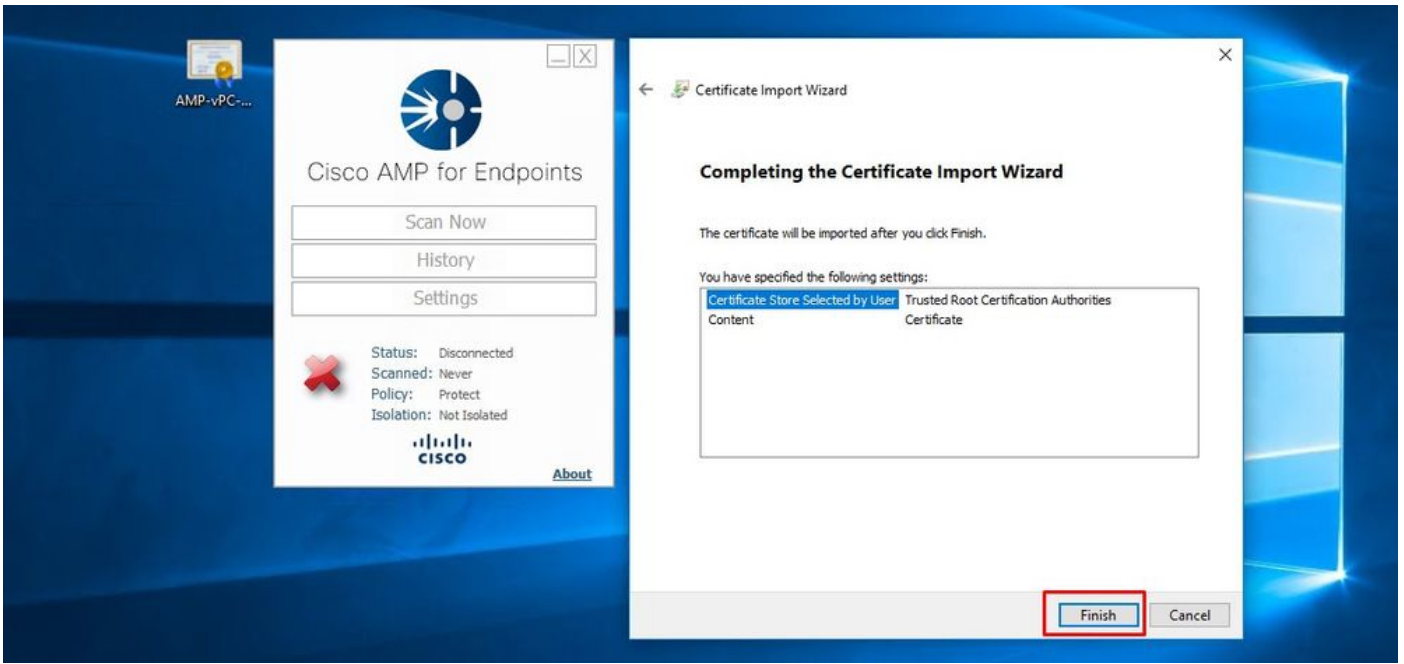 AMP-vPC-...
Cisco AMP for Endpoints
Scan Now
History
Settings
Status: Disconnected
Scanned: Never
Policy: Protect
Isolation: Not Isolated
CISCO
About
Certificate Import Wizard
Completing the Certificate Import Wizard
The certificate will be imported after you click Finish.
You have specified the following settings:
Certificate Store Selected by User Trusted Root Certification Authorities
Content Certificate
Finish Cancel